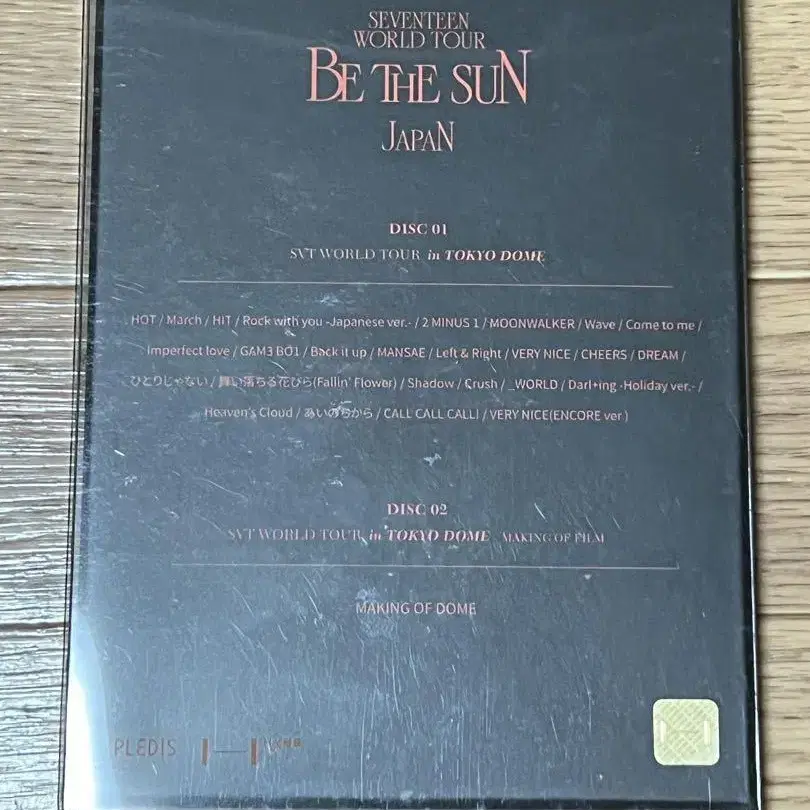 SEVENTEEN
WORLD TOUR
BE THE SUN
JAPAN
DISC 01
SVT WORLD TOUR in TOKYO DOME
HOT / March / HIT / Rock with you -Japanese ver.- / 2 MINUS 1 / MOONWALKER / Wave / Come to me /
Imperfect love / GAM3 BO1 / Back it up / MANSAE / Left & Right / VERY NICE / CHEERS / DREAM /
ひとりじゃない / 舞い落ちる花びら(Fallin' Flower) / Shadow / Crush / _WORLD / Darl+ing -Holiday ver.- /
Heaven's Cloud / あいのちから / CALL CALL CALL! / VERY NICE(ENCORE ver.)
DISC 02
SVT WORLD TOUR in TOKYO DOME MAKING OF FILM
MAKING OF DOME
PLEDIS